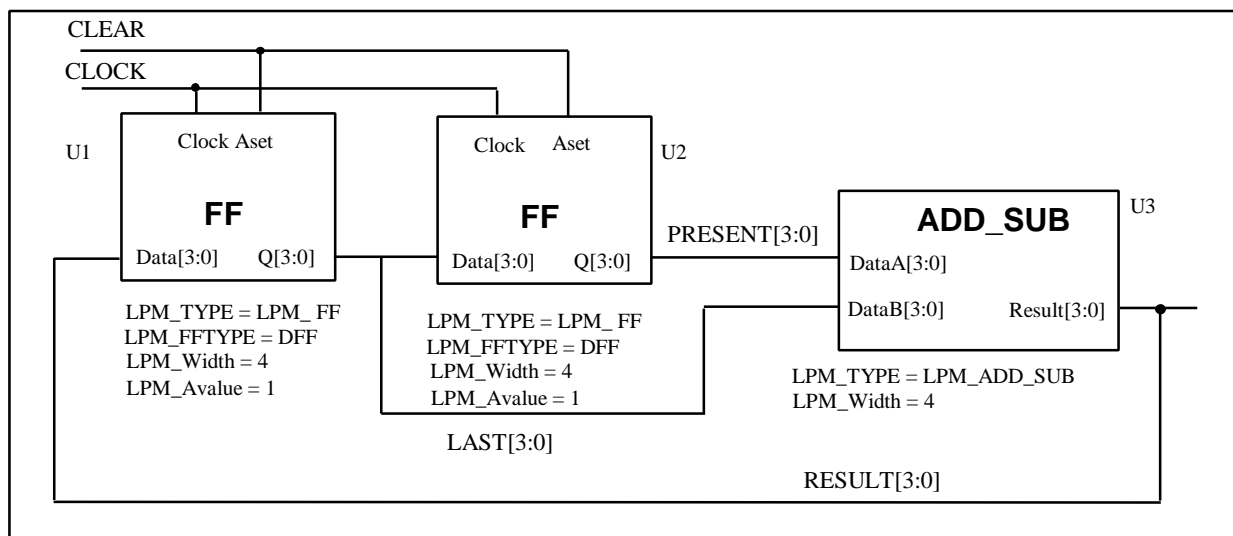 CLEAR
CLOCK
U1
Clock Aset
FF
Data[3:0] Q[3:0]
LPM_TYPE = LPM_ FF
LPM_FFTYPE = DFF
LPM_Width = 4
LPM_Avalue = 1
Clock Aset
U2
FF
Data[3:0] Q[3:0]
LPM_TYPE = LPM_ FF
LPM_FFTYPE = DFF
LPM_Width = 4
LPM_Avalue = 1
PRESENT[3:0]
ADD_SUB
U3
DataA[3:0]
DataB[3:0] Result[3:0]
LPM_TYPE = LPM_ADD_SUB
LPM_Width = 4
LAST[3:0]
RESULT[3:0]